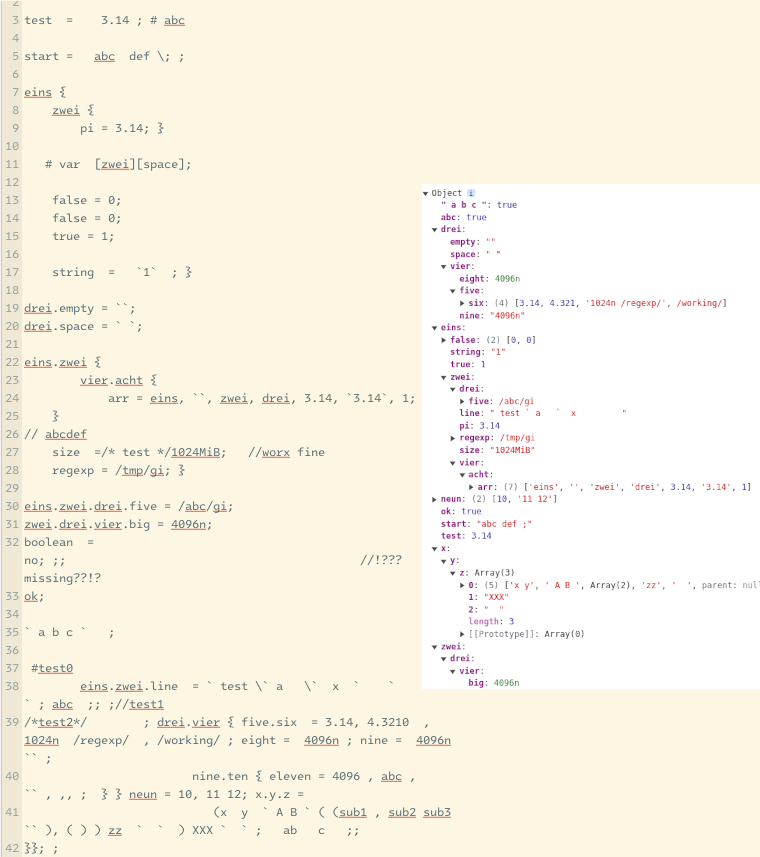 2
3 test  =    3.14 ; # abc
4
5 start =   abc  def \; ;
6
7 eins {
8     zwei {
9         pi = 3.14; }
10
11    # var  [zwei][space];
12
13     false = 0;
14     false = 0;
15     true = 1;
16
17     string  =   `1`  ; }
18
19 drei.empty = ``;
20 drei.space = ` `;
21
22 eins.zwei {
23         vier.acht {
24             arr = eins, ``, zwei, drei, 3.14, `3.14`, 1;
25     }
26 // abcdef
27     size  =/* test */1024MiB;   //worx fine
28     regexp = /tmp/gi; }
29
30 eins.zwei.drei.five = /abc/gi;
31 zwei.drei.vier.big = 4096n;
32 boolean  =
no; ;;                                          //!???
missing??!?
33 ok;
34
35 ` a b c `   ;
36
37  #test0
38         eins.zwei.line  = ` test \` a   \`  x  `    `
` ; abc  ;; ;//test1
39 /*test2*/        ; drei.vier { five.six  = 3.14, 4.3210  ,
1024n  /regexp/  , /working/ ; eight =  4096n ; nine =  4096n
`` ;
40                         nine.ten { eleven = 4096 , abc ,
`` , ,, ;  } } neun = 10, 11 12; x.y.z =
41                            (x  y  ` A B ` ( (sub1 , sub2 sub3
`` ), ( ) ) zz  `  `  ) XXX `  ` ;   ab   c   ;;
42 }}; ;
▼ Object i
" a b c ": true
abc: true
▼ drei:
empty: ""
space: " "
▼ vier:
eight: 4096n
▼ five:
▶ six: (4) [3.14, 4.321, '1024n /regexp/', /working/]
nine: "4096n"
▼ eins:
▶ false: (2) [0, 0]
string: "1"
true: 1
▼ zwei:
▼ drei:
▶ five: /abc/gi
line: " test ` a   `  x          "
pi: 3.14
▶ regexp: /tmp/gi
size: "1024MiB"
▼ vier:
▼ acht:
▶ arr: (7) ['eins', '', 'zwei', 'drei', 3.14, '3.14', 1]
▶ neun: (2) [10, '11 12']
ok: true
start: "abc def ;"
test: 3.14
▼ x:
▼ y:
▼ z: Array(3)
▶ 0: (5) ['x y', ' A B ', Array(2), 'zz', '  ', parent: null
1: "XXX"
2: "  "
length: 3
▶ [[Prototype]]: Array(0)
▼ zwei:
▼ drei:
▼ vier:
big: 4096n